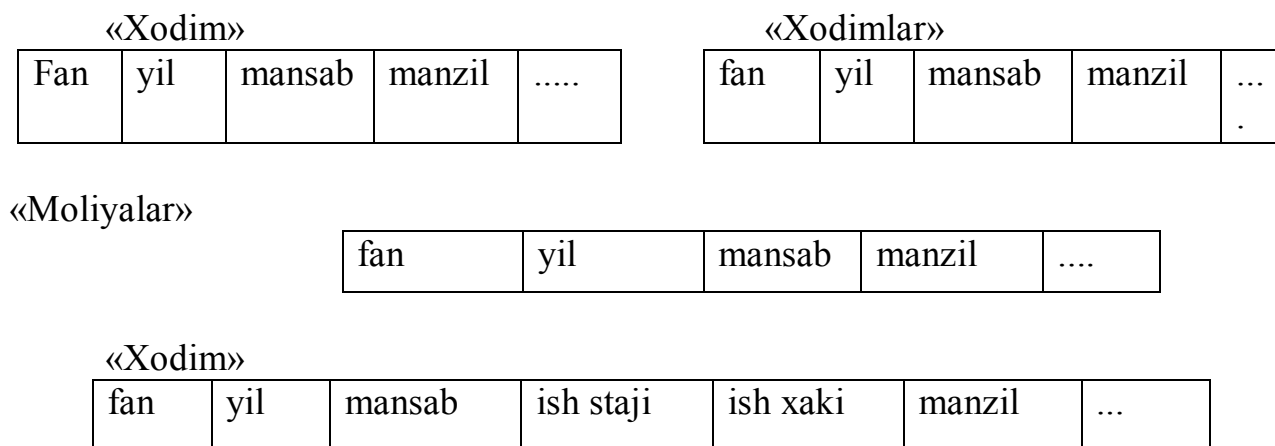 «Xodim» «Xodimlar»
Fan yil mansab manzil ..... fan yil mansab manzil ...
.
«Moliyalar»
fan yil mansab manzil ....
«Xodim»
fan yil mansab ish staji ish xaki manzil ...